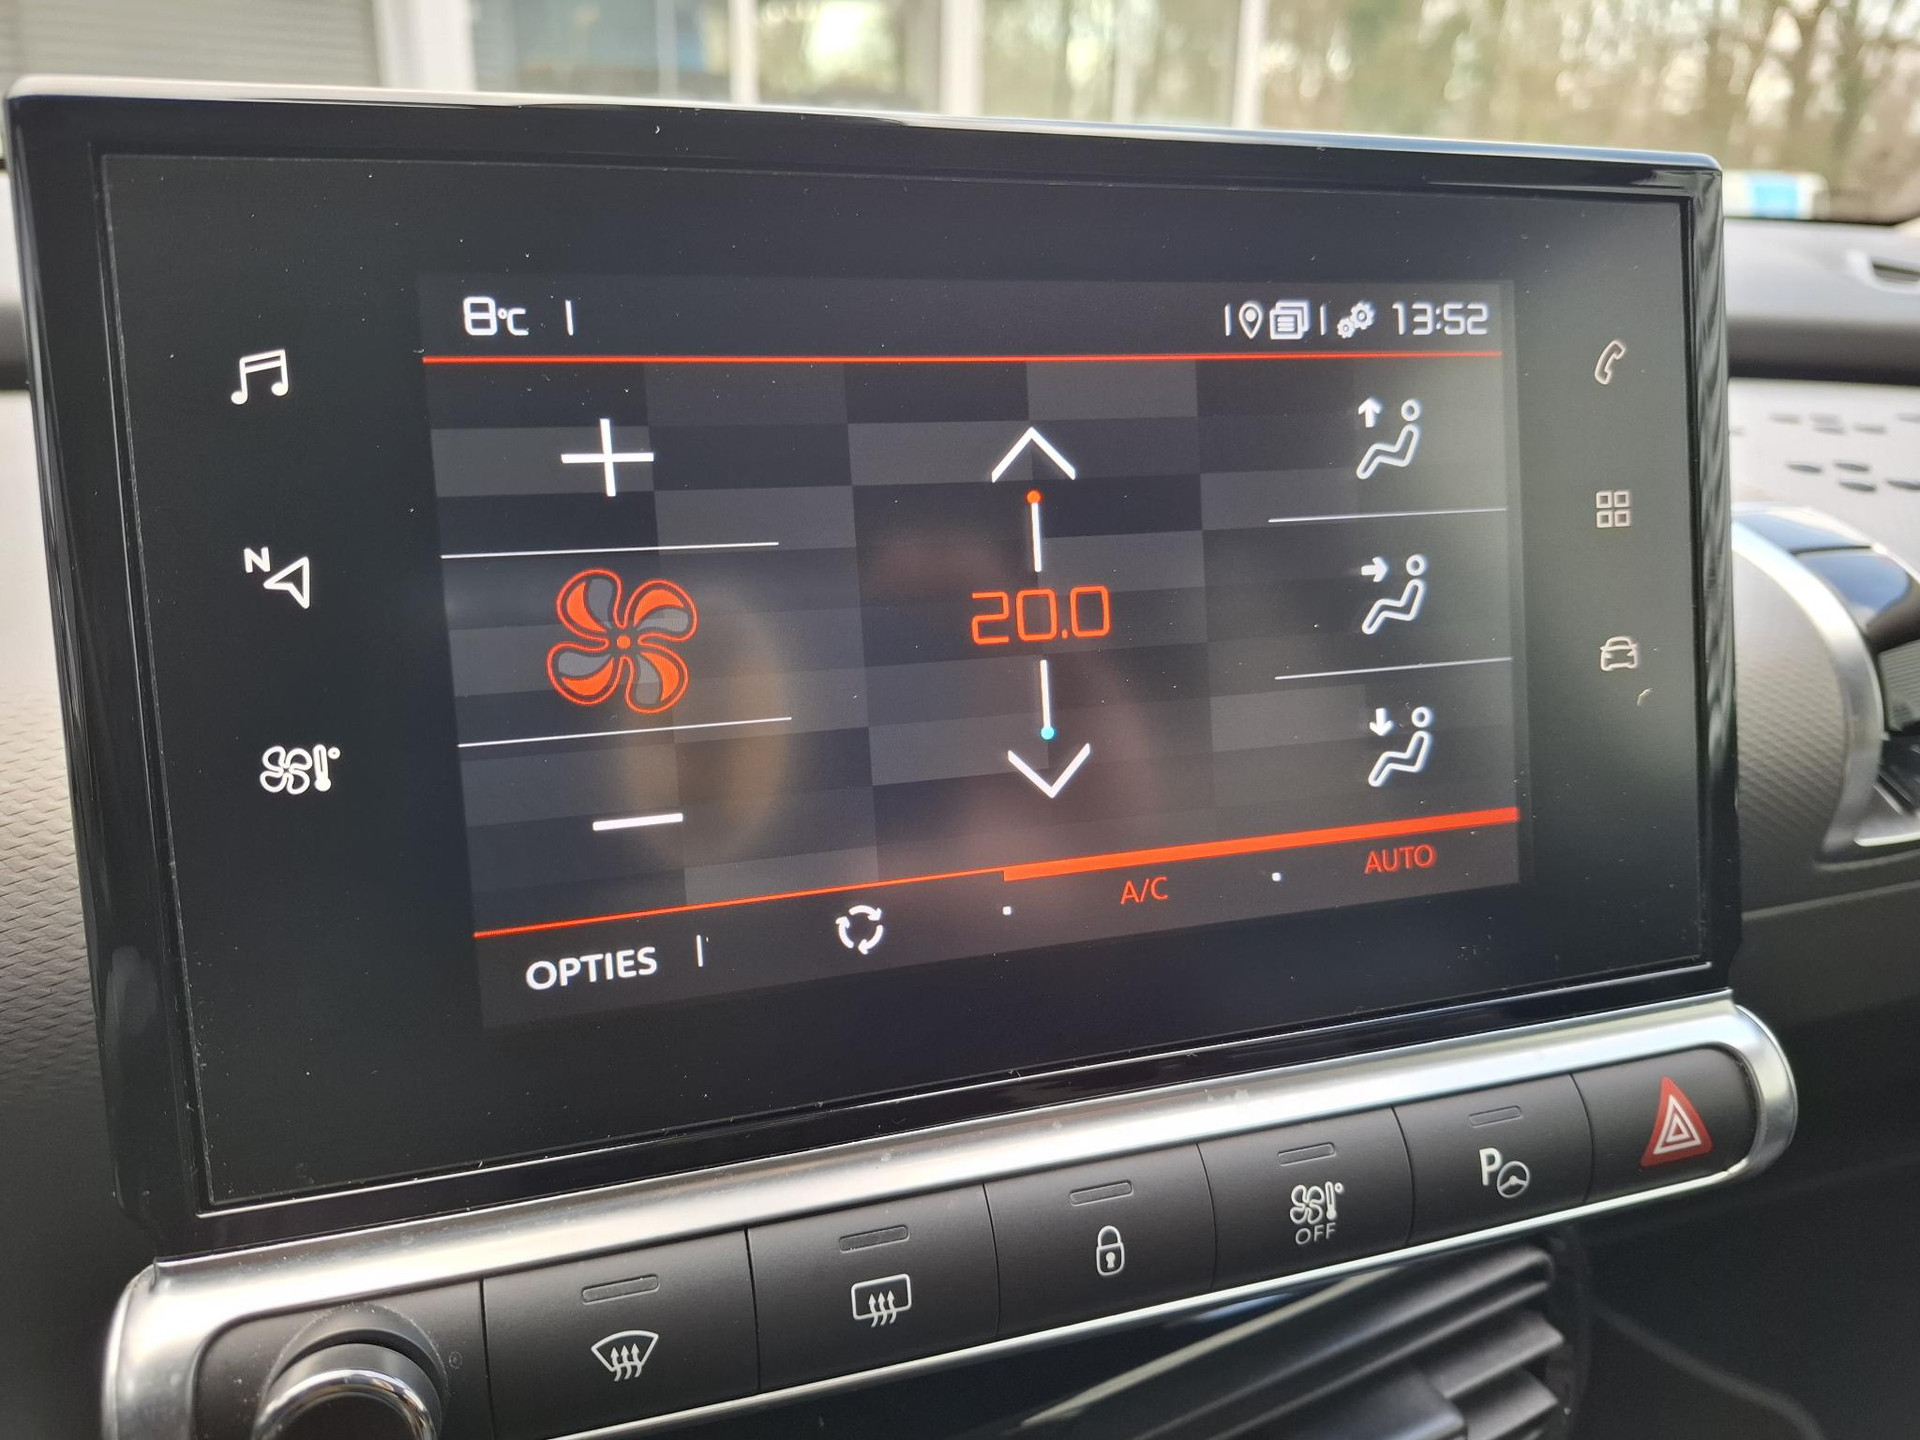 8°C
13:52
N
20.0
A/C
AUTO
OPTIES
OFF
P